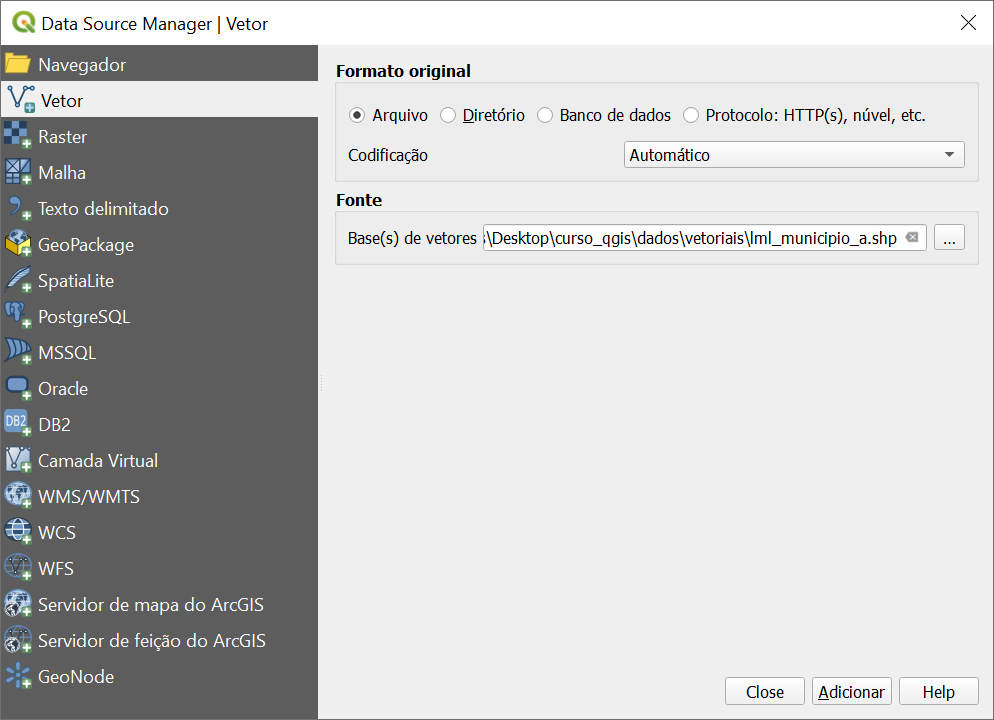 Data Source Manager | Vetor
Navegador
Vetor
Raster
Malha
Texto delimitado
GeoPackage
SpatiaLite
PostgreSQL
MSSQL
Oracle
DB2
DB2
Camada Virtual
WMS/WMTS
WCS
WFS
Servidor de mapa do ArcGIS
Servidor de feição do ArcGIS
GeoNode
Formato original
Arquivo Diretório Banco de dados Protocolo: HTTP(s), núvel, etc.
Codificação Automático
Fonte
Base(s) de vetores s\Desktop\curso_qgis\dados\vetoriais\lml_municipio_a.shp ...
Close Adicionar Help